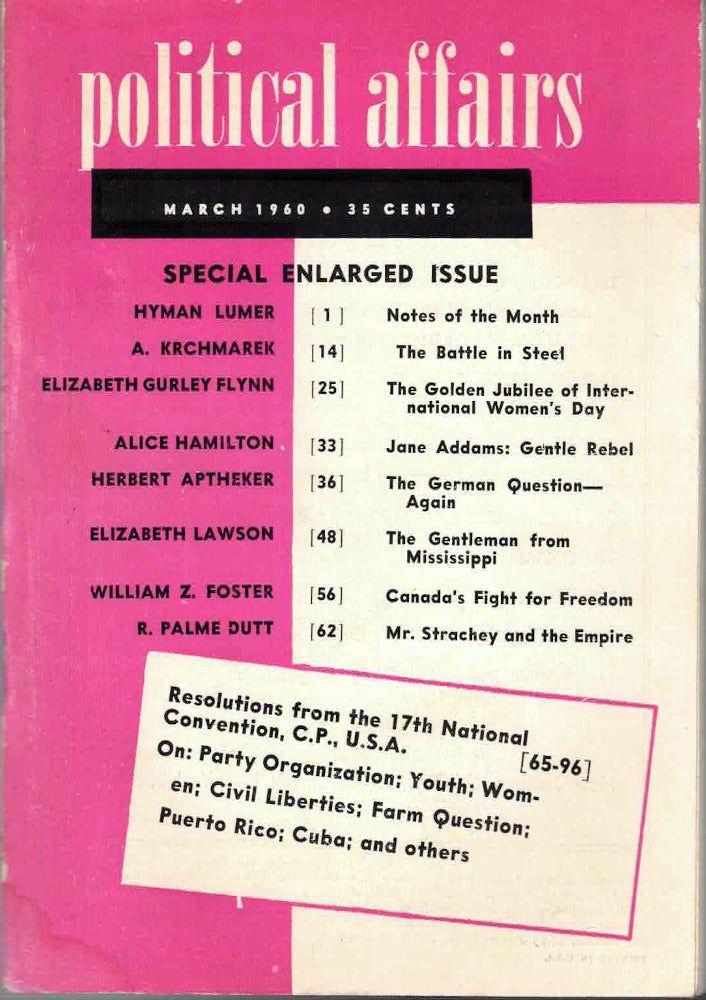 political affairs
MARCH 1960 • 35 CENTS
SPECIAL ENLARGED ISSUE
HYMAN LUMER [1] Notes of the Month
A. KRCHMAREK [14] The Battle in Steel
ELIZABETH GURLEY FLYNN [25] The Golden Jubilee of Inter-
national Women's Day
ALICE HAMILTON [33] Jane Addams: Gentle Rebel
HERBERT APTHEKER [36] The German Question—
Again
ELIZABETH LAWSON [48] The Gentleman from
Mississippi
WILLIAM Z. FOSTER [56] Canada's Fight for Freedom
R. PALME DUTT [62] Mr. Strachey and the Empire
Resolutions from the 17th National
Convention, C.P., U.S.A. [65-96]
On: Party Organization; Youth; Wom-
en; Civil Liberties; Farm Question;
Puerto Rico; Cuba; and others